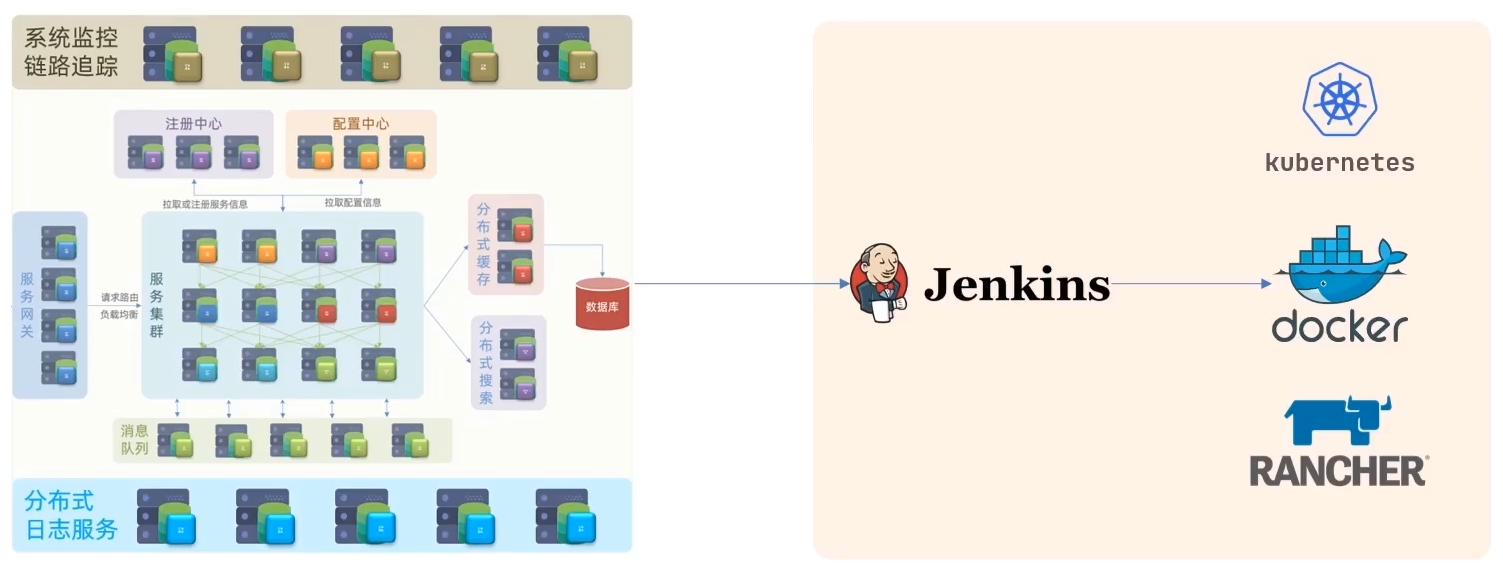 系统监控
链路追踪
注册中心
配置中心
拉取或注册服务信息
拉取配置信息
服务网关
请求路由
负载均衡
服务集群
分布式缓存
数据库
分布式搜索
消息
队列
分布式
日志服务
Jenkins
kubernetes
docker
RANCHER®